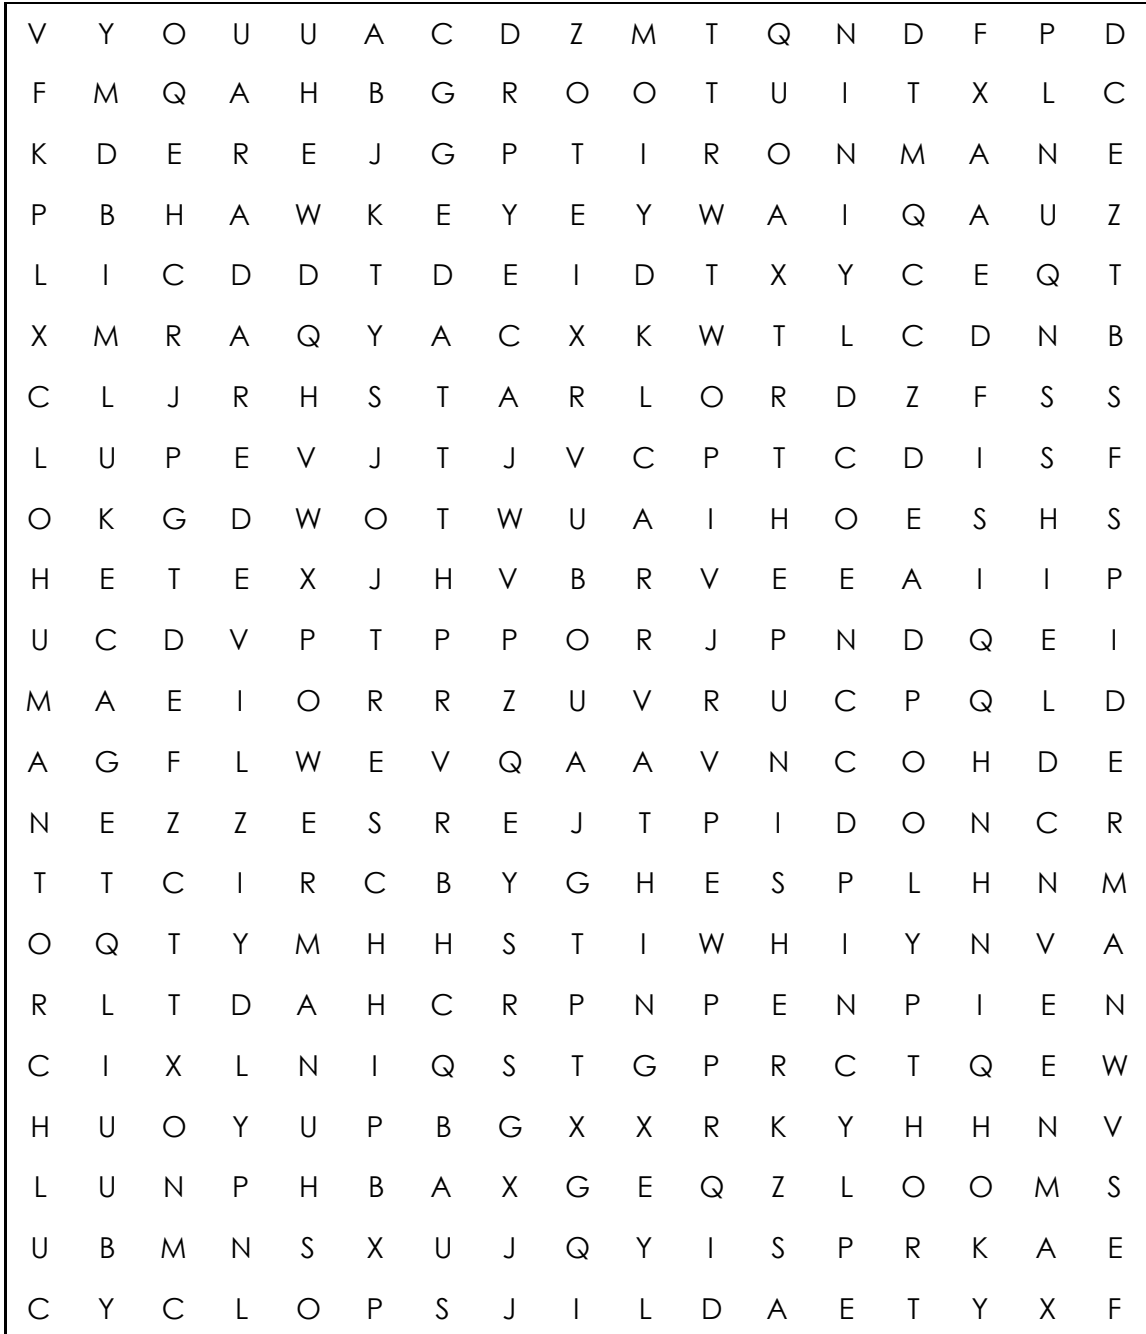 V Y O U U A C D Z M T Q N D F P D
F M Q A H B G R O O T U I T X L C
K D E R E J G P T I R O N M A N E
P B H A W K E Y E Y W A I Q A U Z
L I C D D T D E I D T X Y C E Q T
X M R A Q Y A C X K W T L C D N B
C L J R H S T A R L O R D Z F S S
L U P E V J T J V C P T C D I S F
O K G D W O T W U A I H O E S H S
H E T E X J H V B R V E E A I I P
U C D V P T P P O R J P N D Q E I
M A E I O R R Z U V R U C P Q L D
A G F L W E V Q A A V N C O H D E
N E Z Z E S R E J T P I D O N C R
T T C I R C B Y G H E S P L H N M
O Q T Y M H H S T I W H I Y N V A
R L T D A H C R P N P E N P I E N
C I X L N I Q S T G P R C T Q E W
H U O Y U P B G X X R K Y H H N V
L U N P H B A X G E Q Z L O O M S
U B M N S X U J Q Y I S P R K A E
C Y C L O P S J I L D A E T Y X F